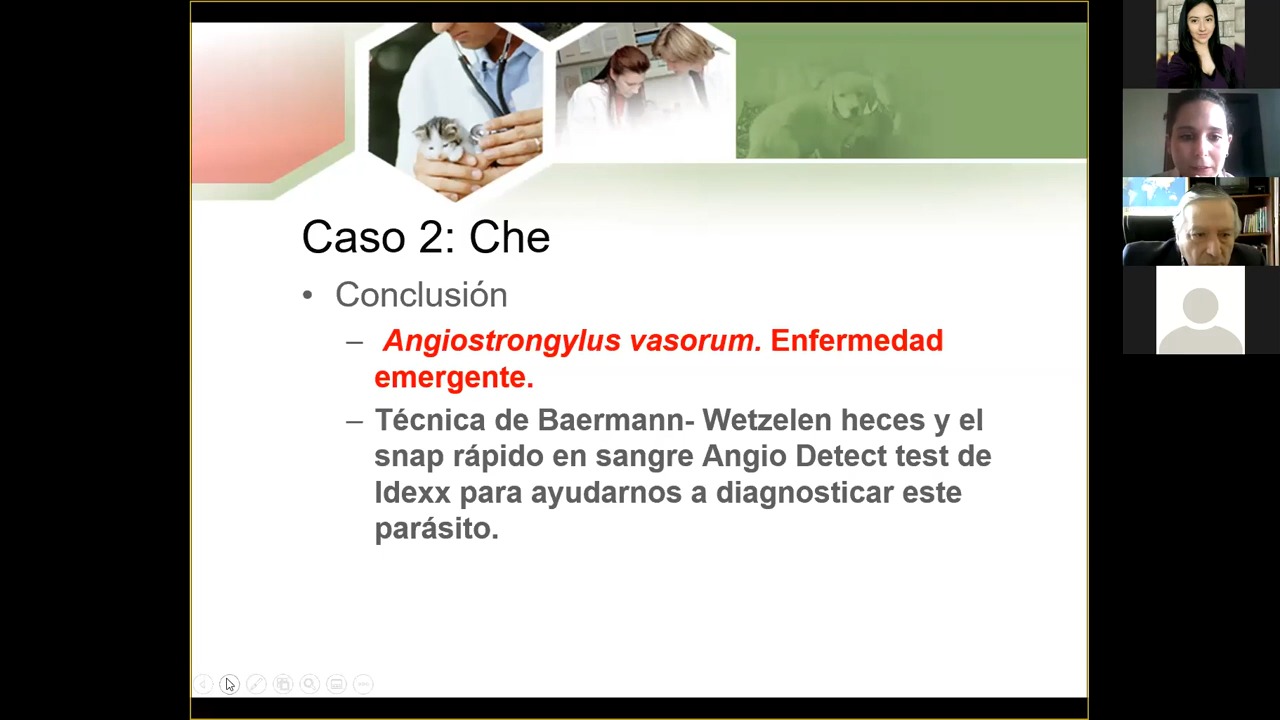 Caso 2: Che
• Conclusión
– Angiostrongylus vasorum. Enfermedad
emergente.
– Técnica de Baermann- Wetzelen heces y el
snap rápido en sangre Angio Detect test de
Idexx para ayudarnos a diagnosticar este
parásito.